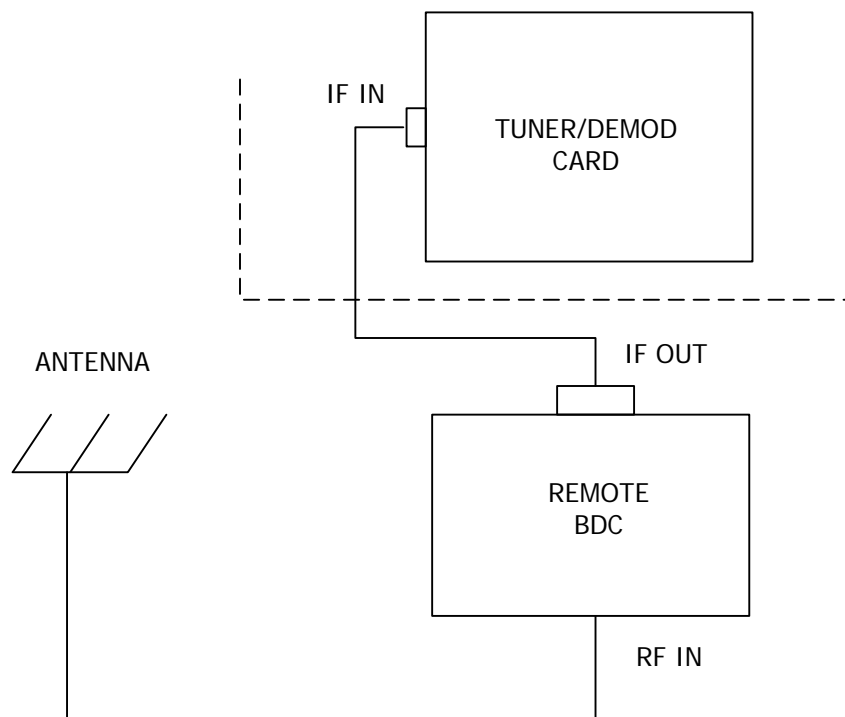 IF IN
TUNER/DEMOD
CARD
IF OUT
ANTENNA
REMOTE
BDC
RF IN